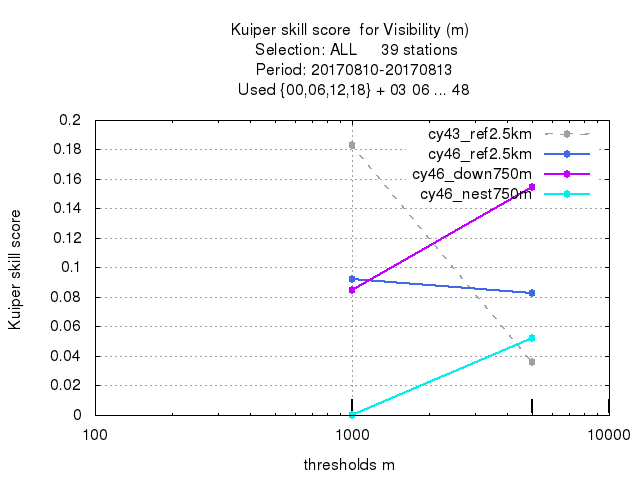 Kuiper skill score  for Visibility (m)
Selection: ALL     39 stations
Period: 20170810-20170813
Used {00,06,12,18} + 03 06 ... 48
cy43_ref2.5km
cy46_ref2.5km
cy46_down750m
cy46_nest750m
0.2
0.18
0.16
0.14
0.12
0.1
0.08
0.06
0.04
0.02
0
Kuiper skill score
100
1000
10000
thresholds m